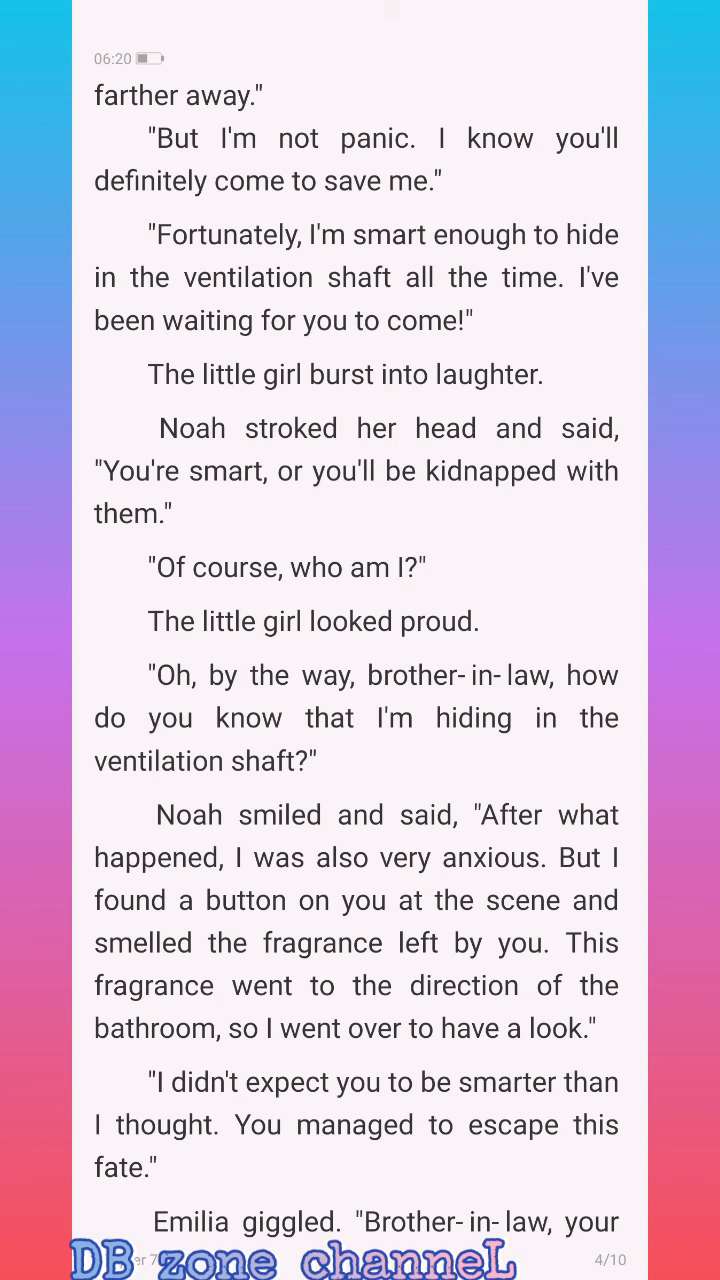 06:20
farther away."
"But I'm not panic. I know you'll
definitely come to save me."
"Fortunately, I'm smart enough to hide
in the ventilation shaft all the time. I've
been waiting for you to come!"
The little girl burst into laughter.
Noah stroked her head and said,
"You're smart, or you'll be kidnapped with
them."
"Of course, who am I?"
The little girl looked proud.
"Oh, by the way, brother-in-law, how
do you know that I'm hiding in the
ventilation shaft?"
Noah smiled and said, "After what
happened, I was also very anxious. But I
found a button on you at the scene and
smelled the fragrance left by you. This
fragrance went to the direction of the
bathroom, so I went over to have a look."
"I didn't expect you to be smarter than
I thought. You managed to escape this
fate."
Emilia giggled. "Brother-in-law, your
DB zone channeL
4/10